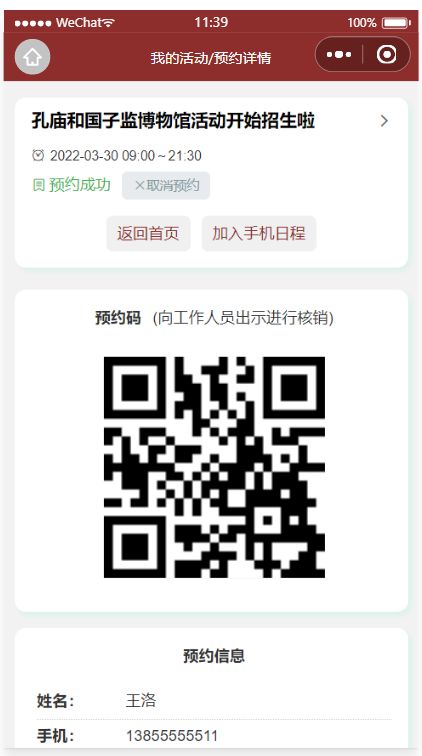 WeChat 11:39 100%
我的活动/预约详情
孔庙和国子监博物馆活动开始招生啦
2022-03-30 09:00~21:30
预约成功 ×取消预约
返回首页 加入手机日程
预约码 (向工作人员出示进行核销)
预约信息
姓名: 王洛
手机: 13855555511